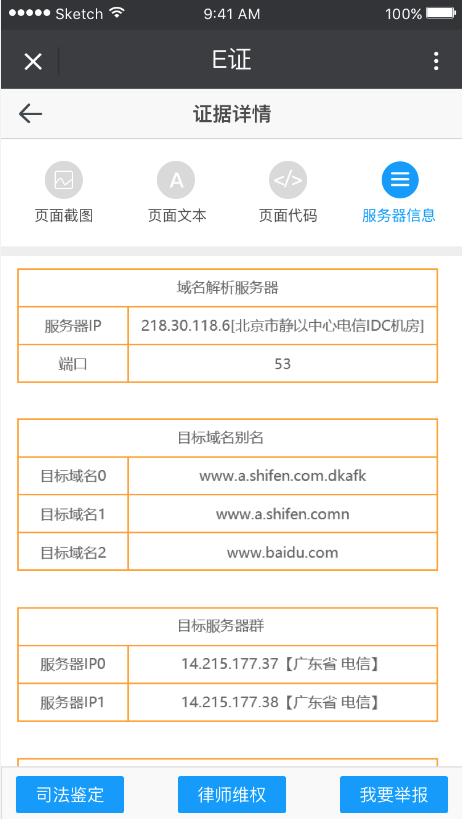 Sketch 9:41 AM 100%
E证
证据详情
页面截图 页面文本 页面代码 服务器信息
域名解析服务器
服务器IP 218.30.118.6[北京市静以中心电信IDC机房]
端口 53
目标域名别名
目标域名0 www.a.shifen.com.dkafk
目标域名1 www.a.shifen.comn
目标域名2 www.baidu.com
目标服务器群
服务器IP0 14.215.177.37【广东省 电信】
服务器IP1 14.215.177.38【广东省 电信】
司法鉴定 律师维权 我要举报